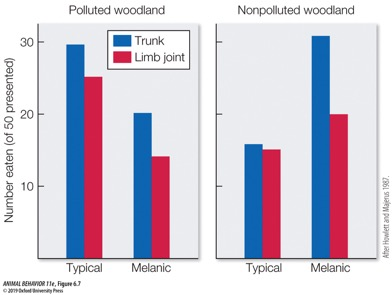 Polluted woodland
Nonpolluted woodland
Number eaten (of 50 presented)
30
20
10
Trunk
Limb joint
Typical
Melanic
Typical
Melanic
After Howlett and Majerus 1987.
ANIMAL BEHAVIOR 11e, Figure 6.7
© 2019 Oxford University Press